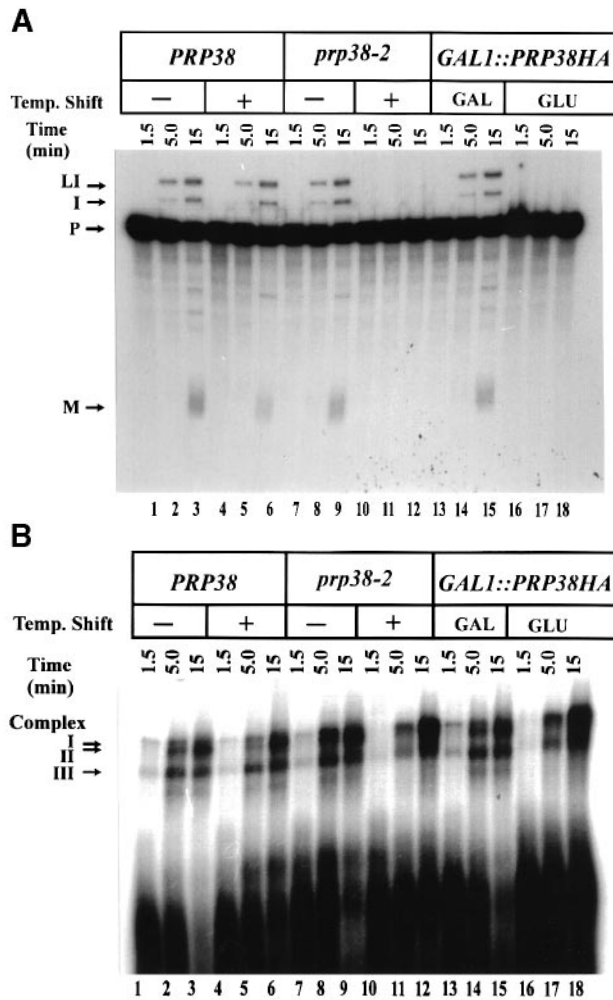 A
PRP38 prp38-2 GAL1::PRP38HA
Temp. Shift — + — + GAL GLU
Time (min) 1.5 5.0 15 1.5 5.0 15 1.5 5.0 15 1.5 5.0 15 1.5 5.0 15 1.5 5.0 15
LI
I
P
M
1 2 3 4 5 6 7 8 9 10 11 12 13 14 15 16 17 18
B
PRP38 prp38-2 GAL1::PRP38HA
Temp. Shift — + — + GAL GLU
Time (min) 1.5 5.0 15 1.5 5.0 15 1.5 5.0 15 1.5 5.0 15 1.5 5.0 15 1.5 5.0 15
Complex
I
II
III
1 2 3 4 5 6 7 8 9 10 11 12 13 14 15 16 17 18